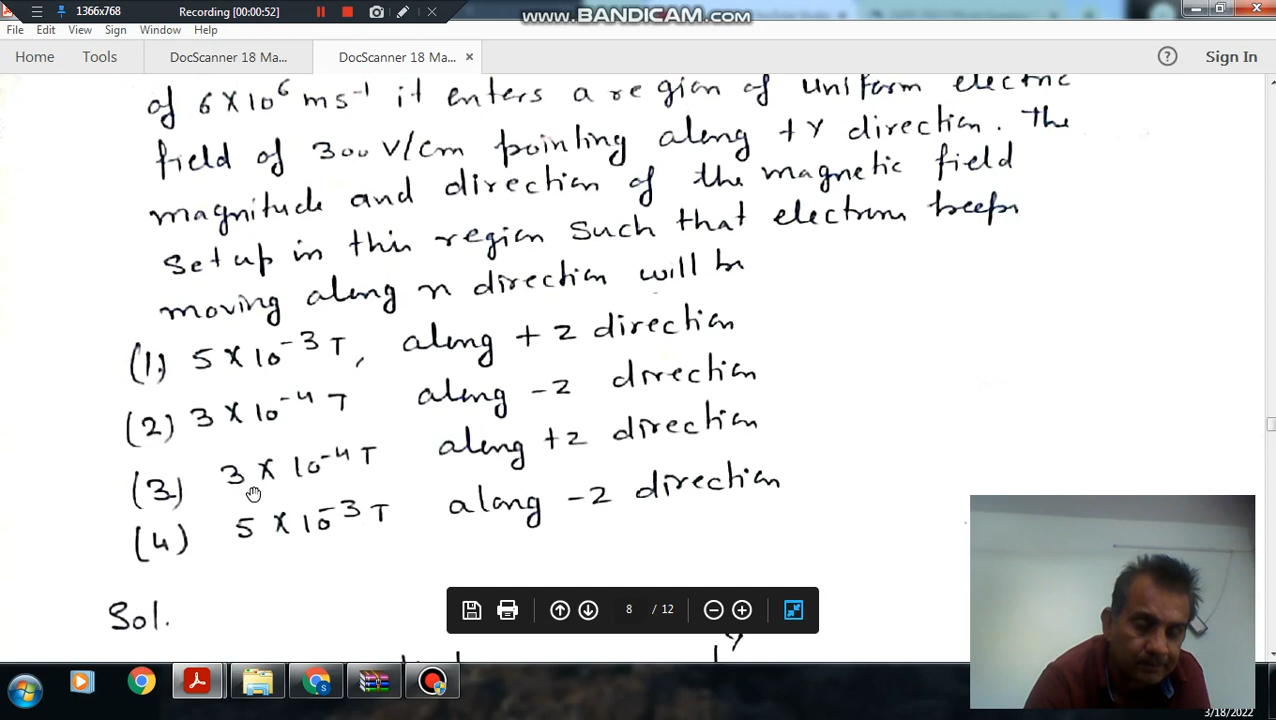 1366x768
Recording [00:00:52]
www.BANDICAM.com
File Edit View Sign Window Help
Home Tools DocScanner 18 Ma... DocScanner 18 Ma... × ? Sign In
of 6 X 10⁶ ms⁻¹ it enters a region of uniform electric
field of 300 V/cm pointing along +Y direction. The
magnitude and direction of the magnetic field
set up in this region such that electron keeps
moving along x direction will be
(1) 5 X 10⁻³ T, along + z direction
(2) 3 X 10⁻⁴ T along -z direction
(3) 3 X 10⁻⁴ T along +z direction
(4) 5 X 10⁻³ T along -z direction
Sol.
8 / 12
Y
3/18/2022